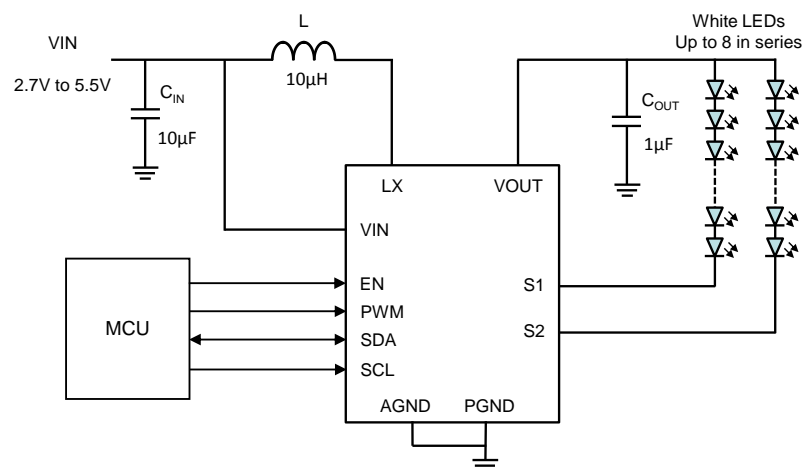 L
White LEDs
Up to 8 in series
VIN
2.7V to 5.5V
10µH
CIN
10µF
COUT
1µF
LX
VOUT
VIN
MCU
EN
PWM
SDA
SCL
S1
S2
AGND
PGND